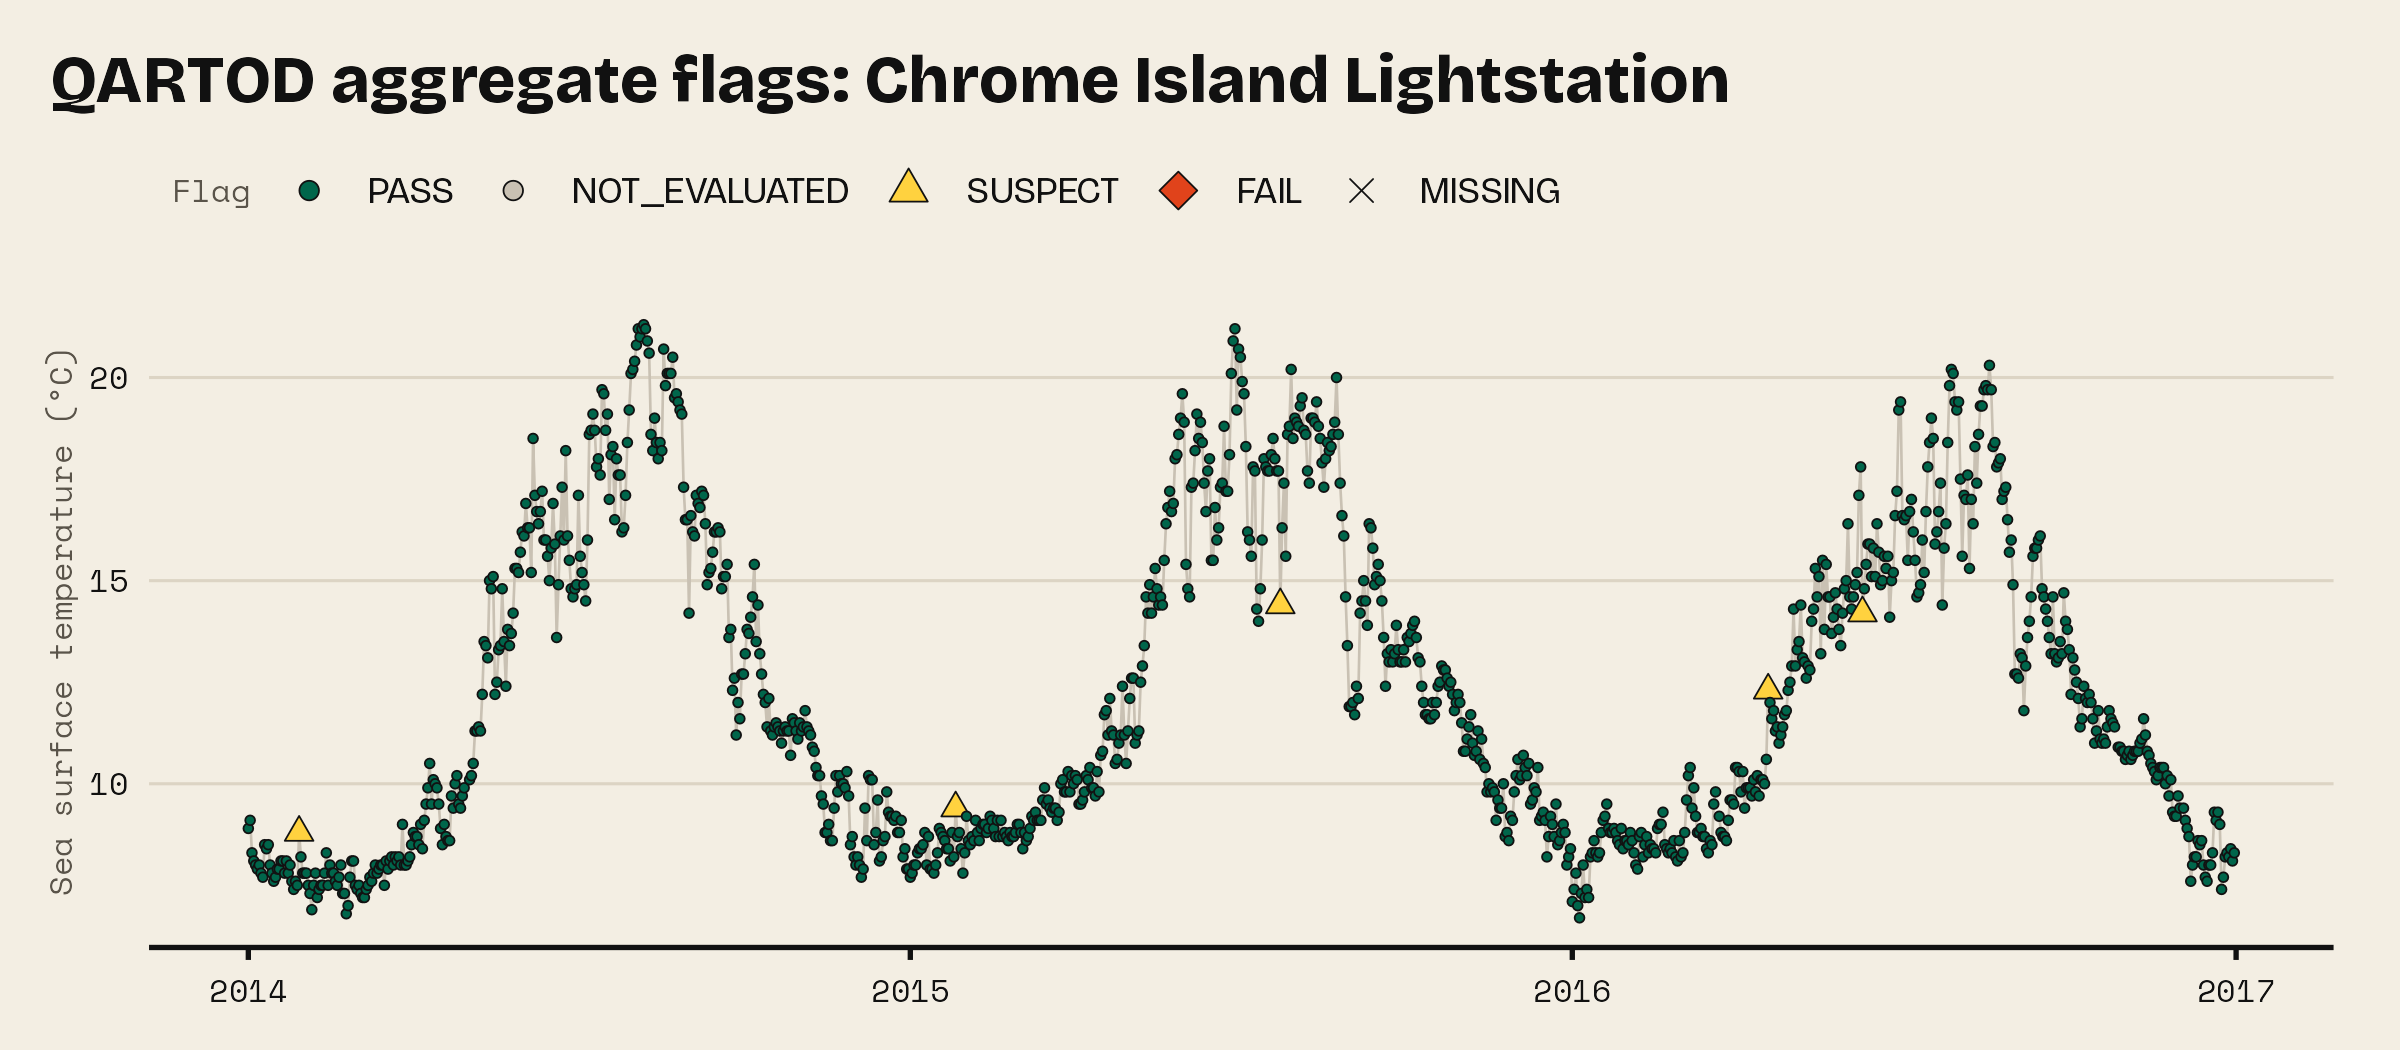 QARTOD aggregate flags: Chrome Island Lightstation
Flag PASS NOT_EVALUATED SUSPECT FAIL MISSING
Sea surface temperature (°C)
20
15
10
2014 2015 2016 2017